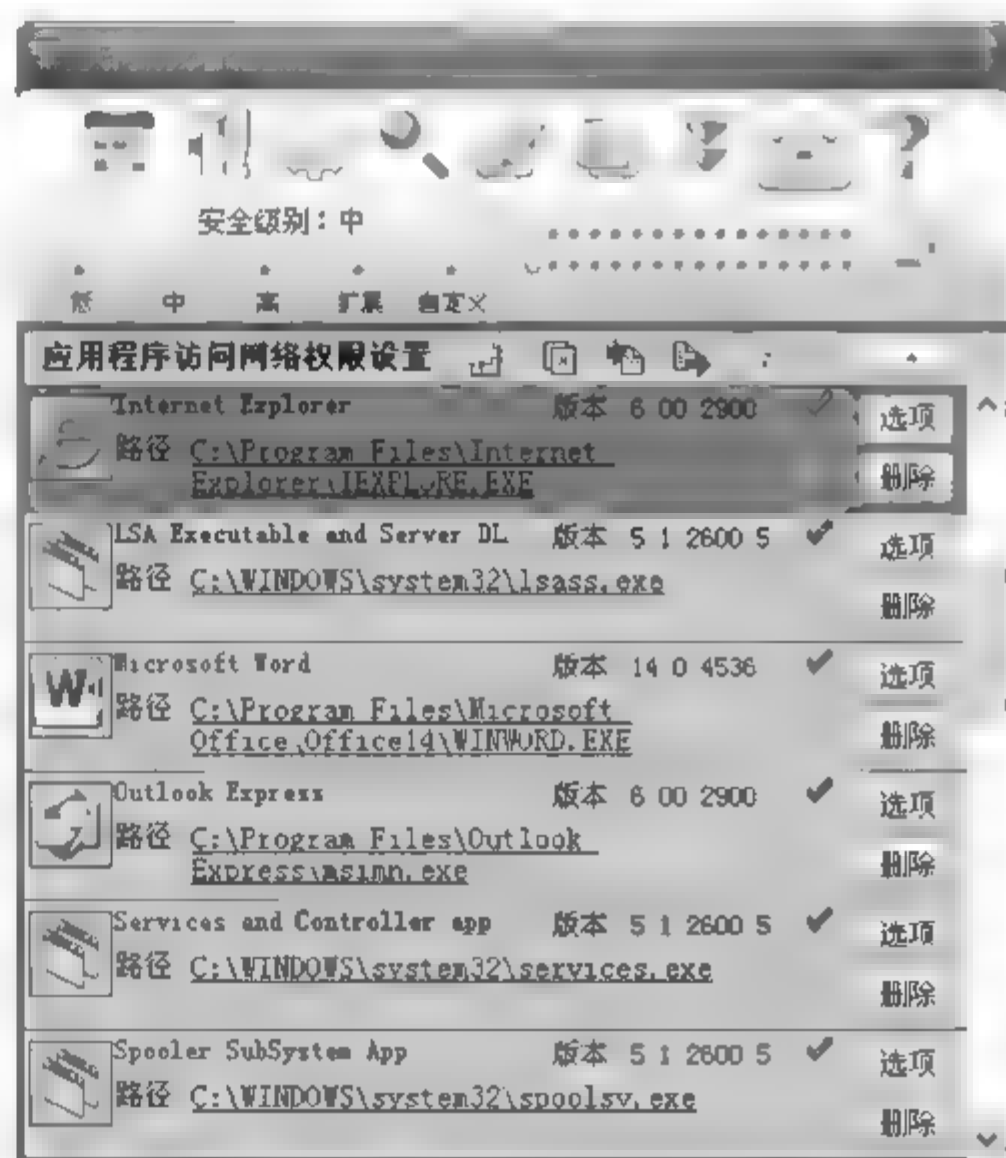 安全级别：中
低 中 高 扩展 自定义
应用程序访问网络权限设置
Internet Explorer 版本 6 00 2900 选项
路径 C:\Program Files\Internet
Explorer\IEXPLORE.EXE 删除
LSA Executable and Server DL 版本 5 1 2600 5 选项
路径 C:\WINDOWS\system32\lsass.exe
删除
Microsoft Word 版本 14 0 4536 选项
路径 C:\Program Files\Microsoft
Office\Office14\WINWORD.EXE 删除
Outlook Express 版本 6 00 2900 选项
路径 C:\Program Files\Outlook
Express\msimn.exe 删除
Services and Controller app 版本 5 1 2600 5 选项
路径 C:\WINDOWS\system32\services.exe
删除
Spooler SubSystem App 版本 5 1 2600 5 选项
路径 C:\WINDOWS\system32\spoolsv.exe
删除